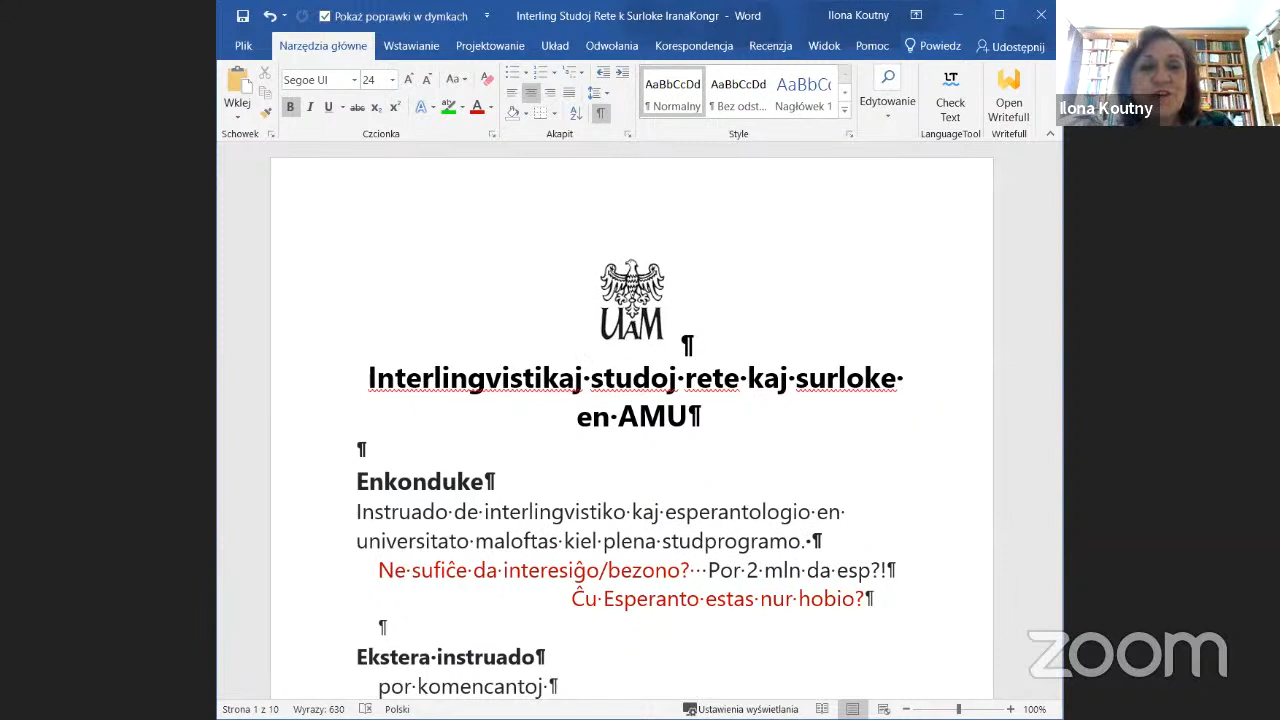 Pokaż poprawki w dymkach
Interling Studoj Rete k Surloke IranaKongr - Word
Ilona Koutny
Plik
Narzędzia główne
Wstawianie
Projektowanie
Układ
Odwołania
Korespondencja
Recenzja
Widok
Pomoc
Powiedz
Udostępnij
Wklej
Segoe UI
24
Aa
B I U abc x₂ x²
AaBbCcDd
AaBbCcDd
AaBbCc
¶ Normalny
¶ Bez odst...
Nagłówek 1
Edytowanie
Check
Text
Open
Writefull
Schowek
Czcionka
Akapit
Style
LanguageTool
Writefull
Ilona Koutny
UAM
¶
Interlingvistikaj·studoj·rete·kaj·surloke·
en·AMU¶
¶
Enkonduke¶
Instruado·de·interlingvistiko·kaj·esperantologio·en·
universitato·maloftas·kiel·plena·studprogramo.·¶
Ne·sufiĉe·da·interesiĝo/bezono?···Por·2·mln·da·esp?!¶
Ĉu·Esperanto·estas·nur·hobio?¶
¶
Ekstera·instruado¶
por·komencantoj·¶
zoom
Strona 1 z 10
Wyrazy: 630
Polski
Ustawienia wyświetlania
100%